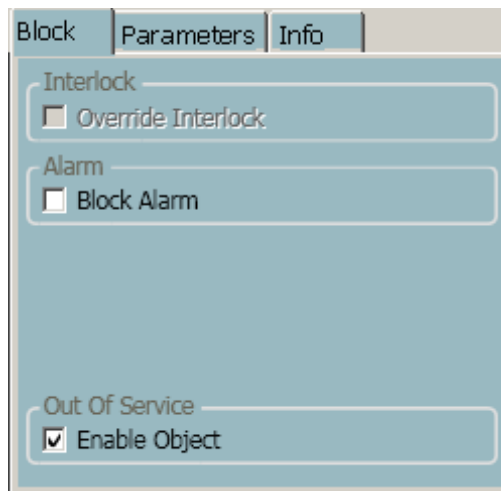 Block Parameters Info
Interlock
Override Interlock
Alarm
Block Alarm
Out Of Service
Enable Object